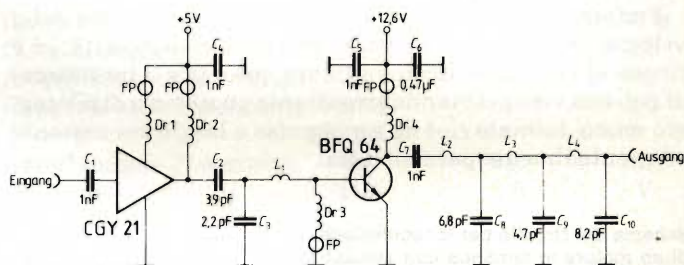 +5V
+12,6V
C4
1nF
C5
1nF
C6
0,47µF
FP
FP
FP
Dr 1
Dr 2
Dr 4
BFQ 64
C7
1nF
L2
L3
L4
Ausgang
Eingang
C1
1nF
CGY 21
C2
3,9 pF
L1
2,2 pF
C3
Dr 3
FP
6,8 pF
C8
4,7 pF
C9
8,2 pF
C10